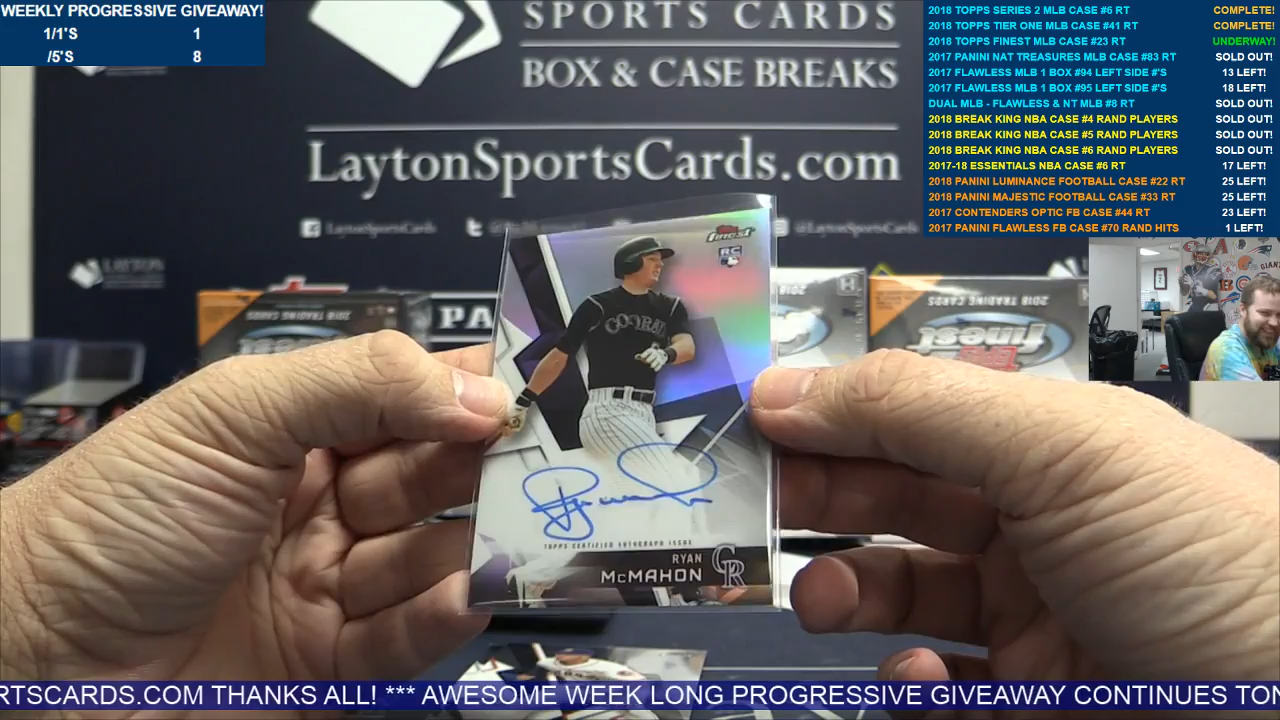 WEEKLY PROGRESSIVE GIVEAWAY!
1/1'S 1
/5'S 8
SPORTS CARDS
BOX & CASE BREAKS
LaytonSportsCards.com
LaytonSportsCards
LAYTON
2018 TOPPS SERIES 2 MLB CASE #6 RT COMPLETE!
2018 TOPPS TIER ONE MLB CASE #41 RT COMPLETE!
2018 TOPPS FINEST MLB CASE #23 RT UNDERWAY!
2017 PANINI NAT TREASURES MLB CASE #83 RT SOLD OUT!
2017 FLAWLESS MLB 1 BOX #94 LEFT SIDE #'S 13 LEFT!
2017 FLAWLESS MLB 1 BOX #95 LEFT SIDE #'S 18 LEFT!
DUAL MLB - FLAWLESS & NT MLB #8 RT SOLD OUT!
2018 BREAK KING NBA CASE #4 RAND PLAYERS SOLD OUT!
2018 BREAK KING NBA CASE #5 RAND PLAYERS SOLD OUT!
2018 BREAK KING NBA CASE #6 RAND PLAYERS SOLD OUT!
2017-18 ESSENTIALS NBA CASE #6 RT 17 LEFT!
2018 PANINI LUMINANCE FOOTBALL CASE #22 RT 25 LEFT!
2018 PANINI MAJESTIC FOOTBALL CASE #33 RT 25 LEFT!
2017 CONTENDERS OPTIC FB CASE #44 RT 23 LEFT!
2017 PANINI FLAWLESS FB CASE #70 RAND HITS 1 LEFT!
2018 TRADING CARDS
finest
PA
2018
2018 TRADING CARDS
finest
finest
RC
COLORA
TOPPS CERTIFIED AUTOGRAPH ISSUE
RYAN
McMAHON
CR
RTSCARDS.COM THANKS ALL! *** AWESOME WEEK LONG PROGRESSIVE GIVEAWAY CONTINUES TON